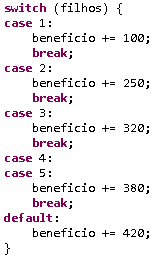 switch (filhos) {
case 1:
    beneficio += 100;
    break;
case 2:
    beneficio += 250;
    break;
case 3:
    beneficio += 320;
    break;
case 4:
case 5:
    beneficio += 380;
    break;
default:
    beneficio += 420;
}